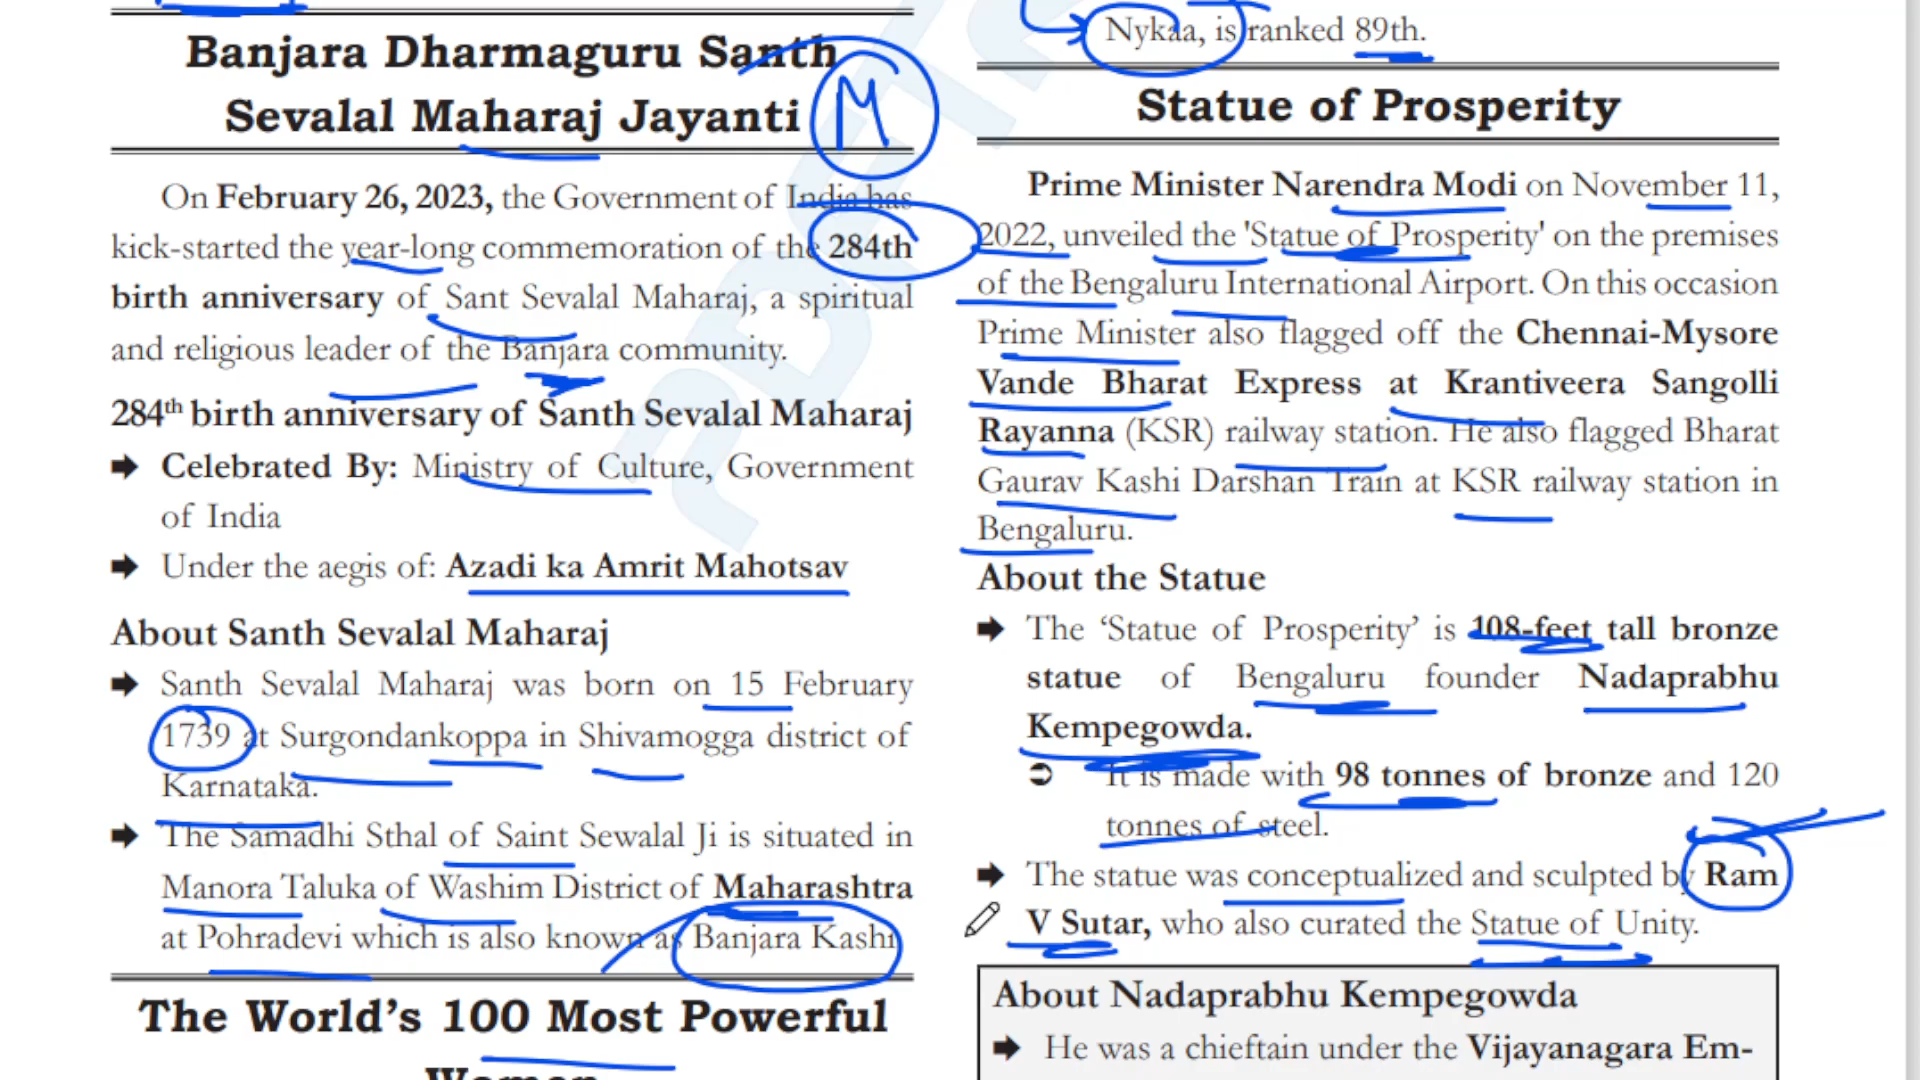 Banjara Dharmaguru Santh
Sevalal Maharaj Jayanti
M
On February 26, 2023, the Government of India has
kick-started the year-long commemoration of the 284th
birth anniversary of Sant Sevalal Maharaj, a spiritual
and religious leader of the Banjara community.
284th birth anniversary of Santh Sevalal Maharaj
Celebrated By: Ministry of Culture, Government
of India
Under the aegis of: Azadi ka Amrit Mahotsav
About Santh Sevalal Maharaj
Santh Sevalal Maharaj was born on 15 February
1739 at Surgondankoppa in Shivamogga district of
Karnataka.
The Samadhi Sthal of Saint Sewalal Ji is situated in
Manora Taluka of Washim District of Maharashtra
at Pohradevi which is also known as Banjara Kashi
The World's 100 Most Powerful
Women
Nykaa, is ranked 89th.
Statue of Prosperity
Prime Minister Narendra Modi on November 11,
2022, unveiled the 'Statue of Prosperity' on the premises
of the Bengaluru International Airport. On this occasion
Prime Minister also flagged off the Chennai-Mysore
Vande Bharat Express at Krantiveera Sangolli
Rayanna (KSR) railway station. He also flagged Bharat
Gaurav Kashi Darshan Train at KSR railway station in
Bengaluru.
About the Statue
The ‘Statue of Prosperity’ is 108-feet tall bronze
statue of Bengaluru founder Nadaprabhu
Kempegowda.
It is made with 98 tonnes of bronze and 120
tonnes of steel.
The statue was conceptualized and sculpted by Ram
V Sutar, who also curated the Statue of Unity.
About Nadaprabhu Kempegowda
He was a chieftain under the Vijayanagara Em-